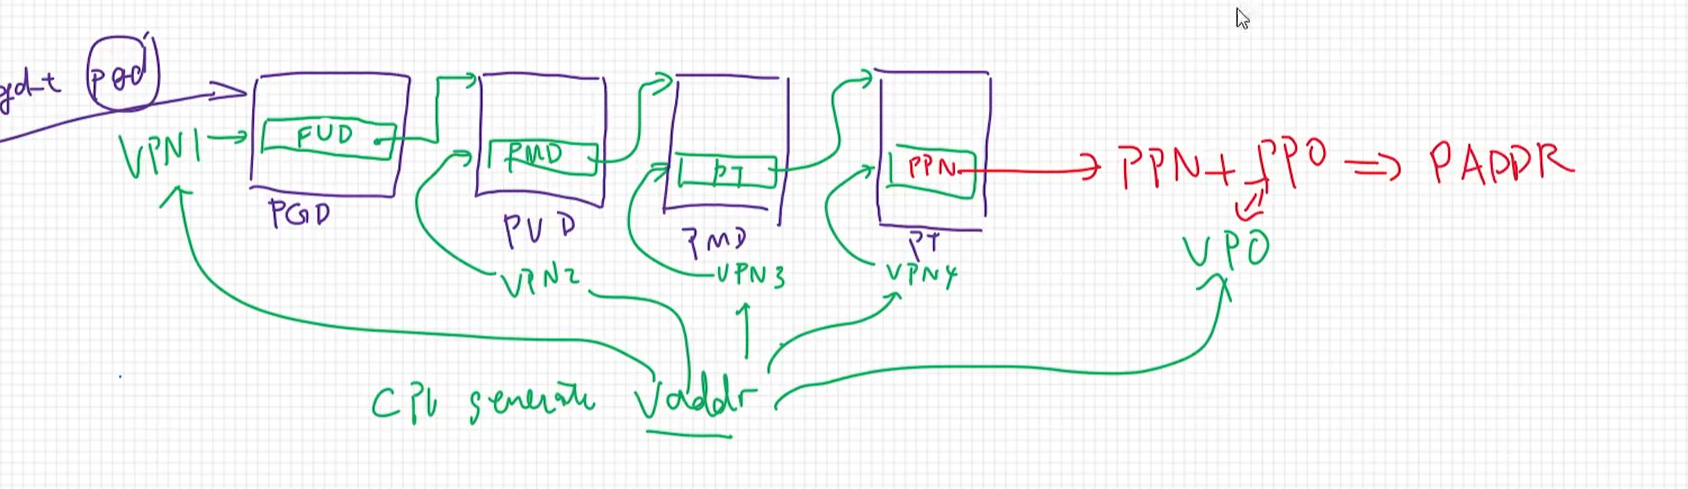 pgd
VPN1
PUD
PMD
PT
PPN
PPN + PPO ⇒ PADDR
PGD
PUD
PMD
PT
VPO
VPN2
VPN3
VPN4
CPU generate Vaddr